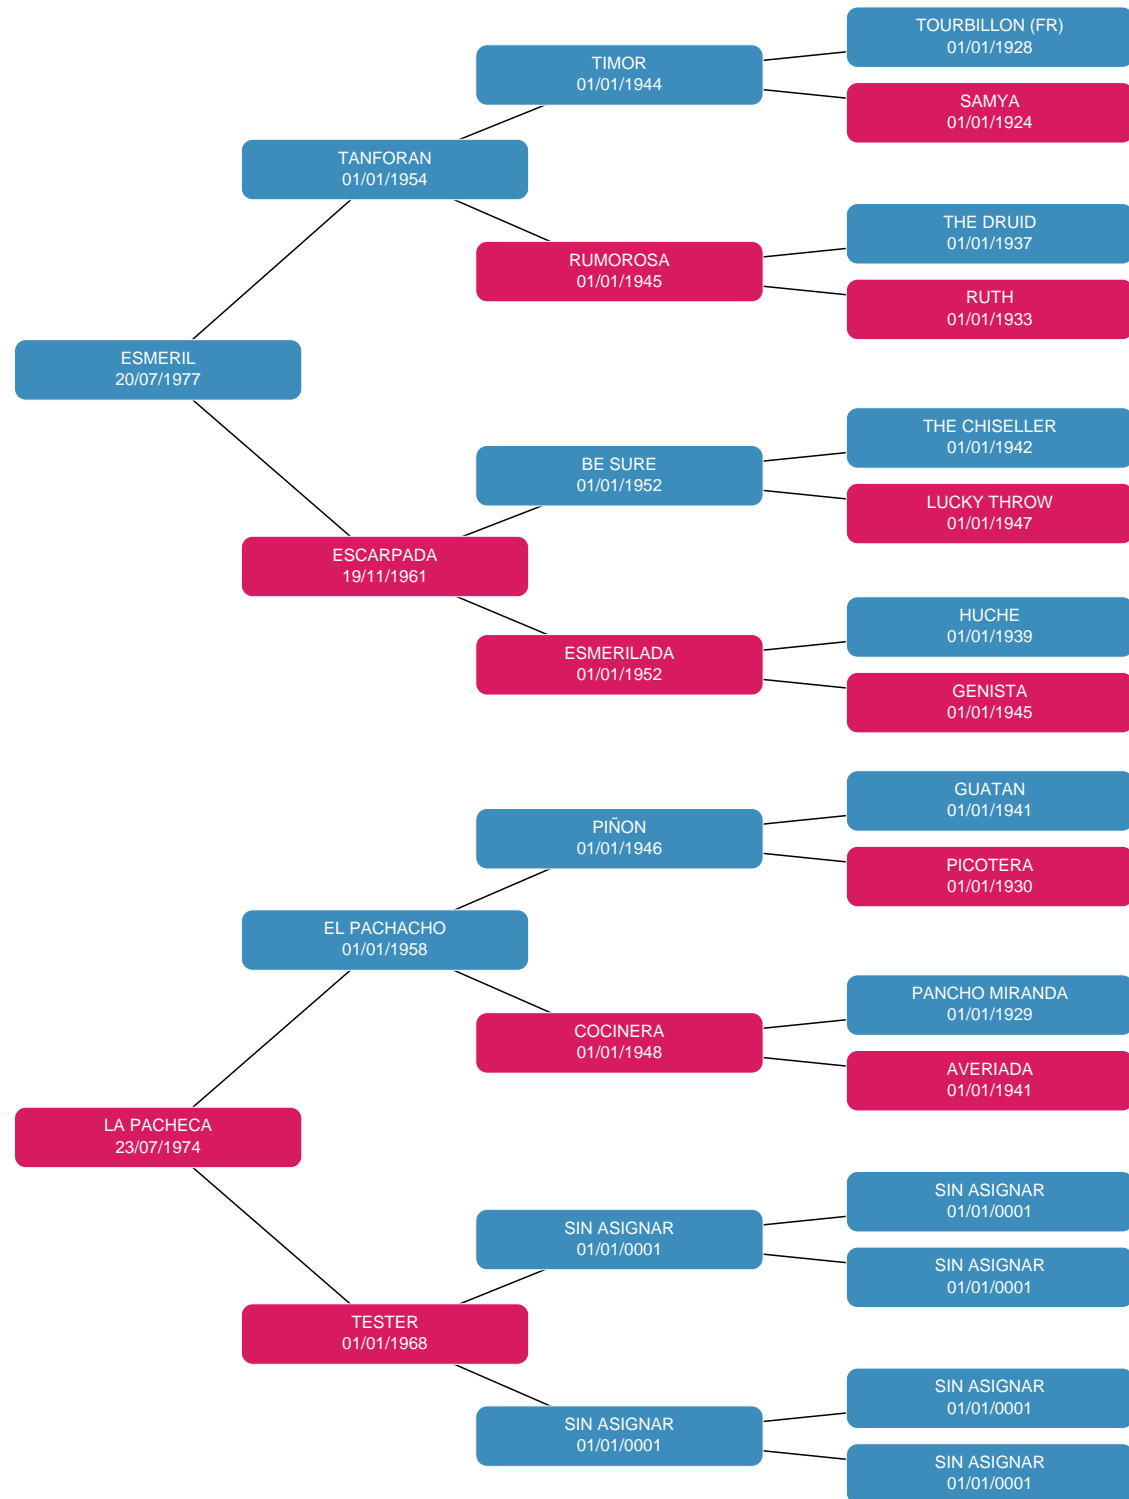 TOURBILLON (FR)
01/01/1928
TIMOR
01/01/1944
SAMYA
01/01/1924
TANFORAN
01/01/1954
THE DRUID
01/01/1937
RUMOROSA
01/01/1945
RUTH
01/01/1933
ESMERIL
20/07/1977
THE CHISELLER
01/01/1942
BE SURE
01/01/1952
LUCKY THROW
01/01/1947
ESCARPADA
19/11/1961
HUCHE
01/01/1939
ESMERILADA
01/01/1952
GENISTA
01/01/1945
GUATAN
01/01/1941
PIÑON
01/01/1946
PICOTERA
01/01/1930
EL PACHACHO
01/01/1958
PANCHO MIRANDA
01/01/1929
COCINERA
01/01/1948
AVERIADA
01/01/1941
LA PACHECA
23/07/1974
SIN ASIGNAR
01/01/0001
SIN ASIGNAR
01/01/0001
SIN ASIGNAR
01/01/0001
TESTER
01/01/1968
SIN ASIGNAR
01/01/0001
SIN ASIGNAR
01/01/0001
SIN ASIGNAR
01/01/0001